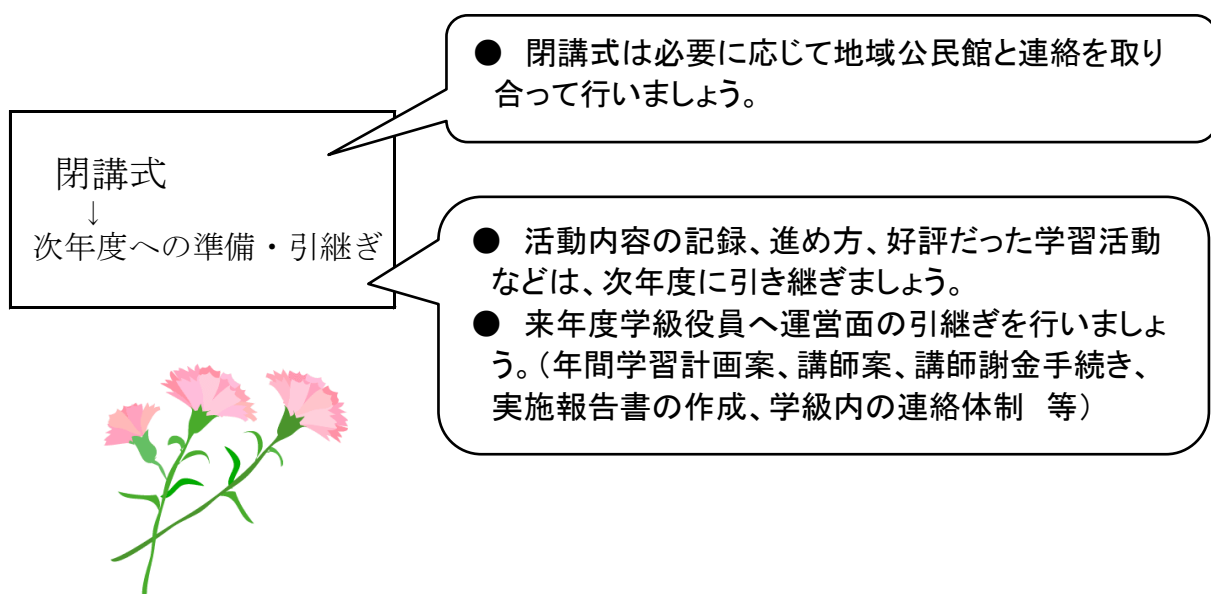 ● 閉講式は必要に応じて地域公民館と連絡を取り
合って行いましょう。
閉講式
↓
次年度への準備・引継ぎ
● 活動内容の記録、進め方、好評だった学習活動
などは、次年度に引き継ぎましょう。
● 来年度学級役員へ運営面の引継ぎを行いましょ
う。（年間学習計画案、講師案、講師謝金手続き、
実施報告書の作成、学級内の連絡体制　等）